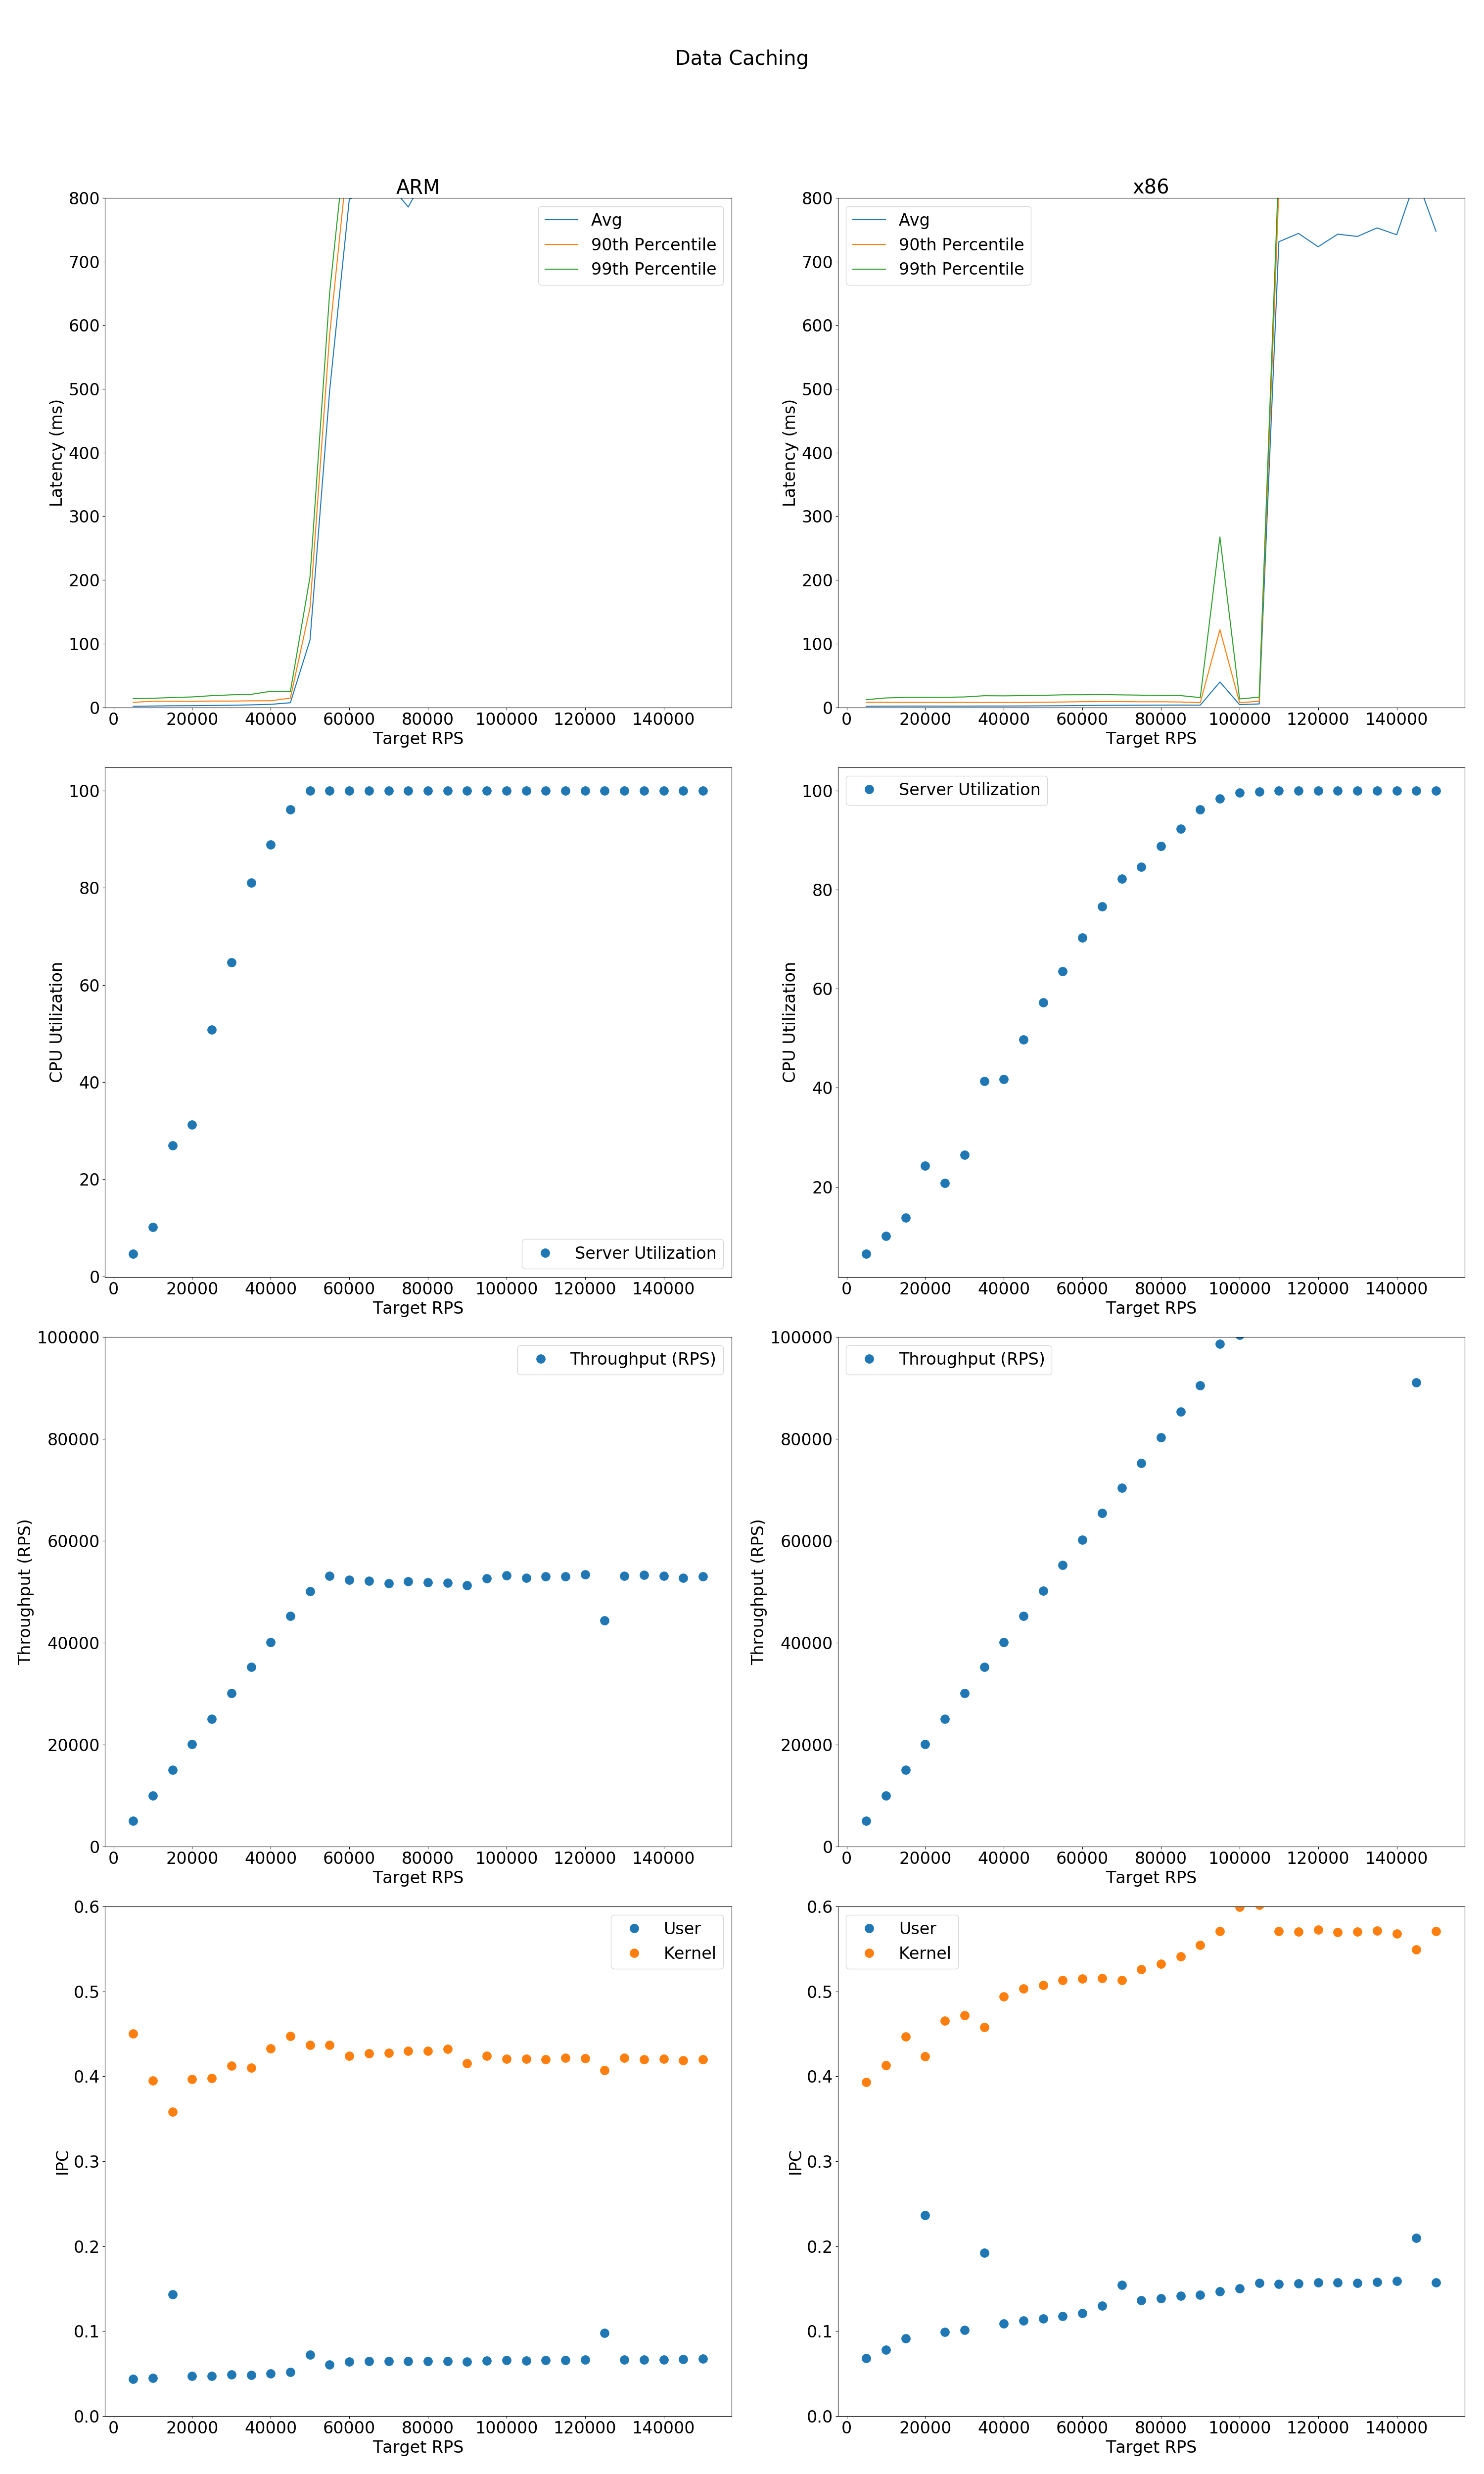 Data Caching
ARM
x86
800
700
600
500
400
300
200
100
0
Latency (ms)
Avg
90th Percentile
99th Percentile
0 20000 40000 60000 80000 100000 120000 140000
Target RPS
800
700
600
500
400
300
200
100
0
Latency (ms)
Avg
90th Percentile
99th Percentile
0 20000 40000 60000 80000 100000 120000 140000
Target RPS
100
80
60
40
20
0
CPU Utilization
Server Utilization
0 20000 40000 60000 80000 100000 120000 140000
Target RPS
100
80
60
40
20
CPU Utilization
Server Utilization
0 20000 40000 60000 80000 100000 120000 140000
Target RPS
100000
80000
60000
40000
20000
0
Throughput (RPS)
Throughput (RPS)
0 20000 40000 60000 80000 100000 120000 140000
Target RPS
100000
80000
60000
40000
20000
0
Throughput (RPS)
Throughput (RPS)
0 20000 40000 60000 80000 100000 120000 140000
Target RPS
0.6
0.5
0.4
0.3
0.2
0.1
0.0
IPC
User
Kernel
0 20000 40000 60000 80000 100000 120000 140000
Target RPS
0.6
0.5
0.4
0.3
0.2
0.1
0.0
IPC
User
Kernel
0 20000 40000 60000 80000 100000 120000 140000
Target RPS